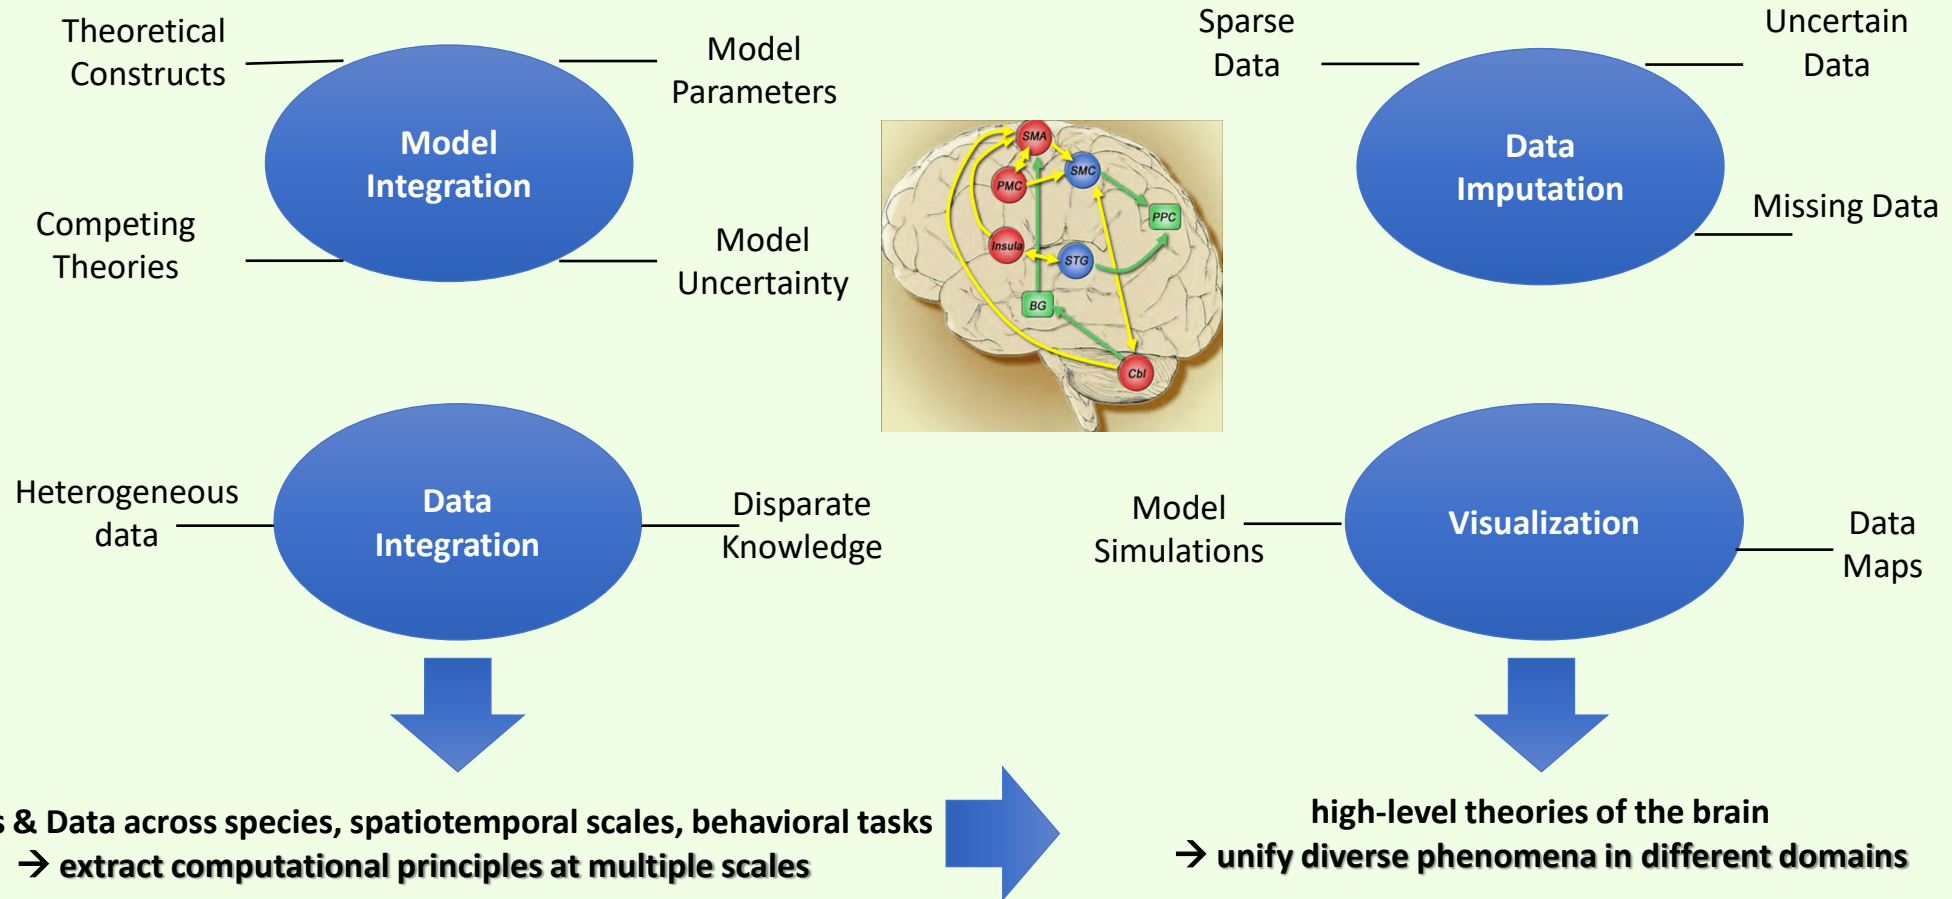 Theoretical
Constructs
Model
Parameters
Model
Integration
Competing
Theories
Model
Uncertainty
SMA
SMC
PMC
PPC
Insula
STG
BG
Cbl
Sparse
Data
Uncertain
Data
Data
Imputation
Missing Data
Heterogeneous
data
Data
Integration
Disparate
Knowledge
Model
Simulations
Visualization
Data
Maps
& Data across species, spatiotemporal scales, behavioral tasks
→ extract computational principles at multiple scales
high-level theories of the brain
→ unify diverse phenomena in different domains